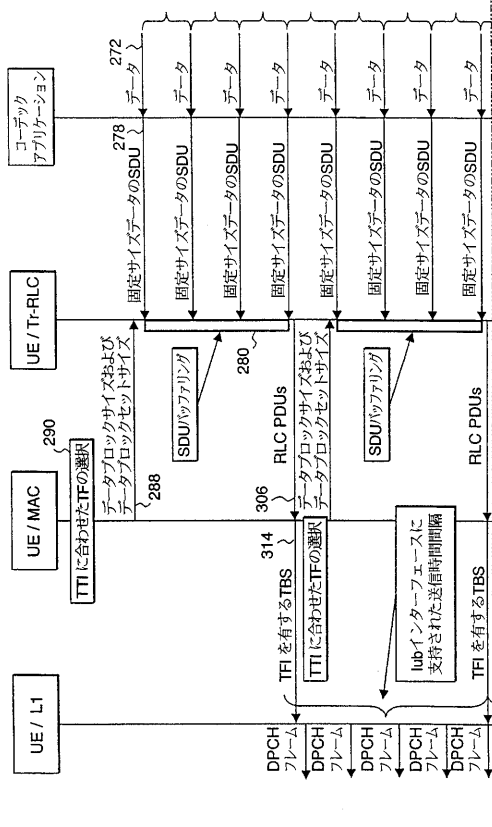 UE / L1
UE / MAC
UE / Tr-RLC
コーデック
アプリケーション
290
TTIに合わせたTFの選択
データブロックサイズおよび
データブロックセットサイズ
288
272
278
固定サイズデータのSDU
データ
固定サイズデータのSDU
データ
固定サイズデータのSDU
データ
固定サイズデータのSDU
データ
SDUバッファリング
280
RLC PDUs
306
314
TFIを有するTBS
TTIに合わせたTFの選択
データブロックサイズおよび
データブロックセットサイズ
固定サイズデータのSDU
データ
固定サイズデータのSDU
データ
固定サイズデータのSDU
データ
固定サイズデータのSDU
データ
SDUバッファリング
Iubインターフェースに
支持された送信時間間隔
RLC PDUs
TFIを有するTBS
DPCH
フレーム
DPCH
フレーム
DPCH
フレーム
DPCH
フレーム
DPCH
フレーム